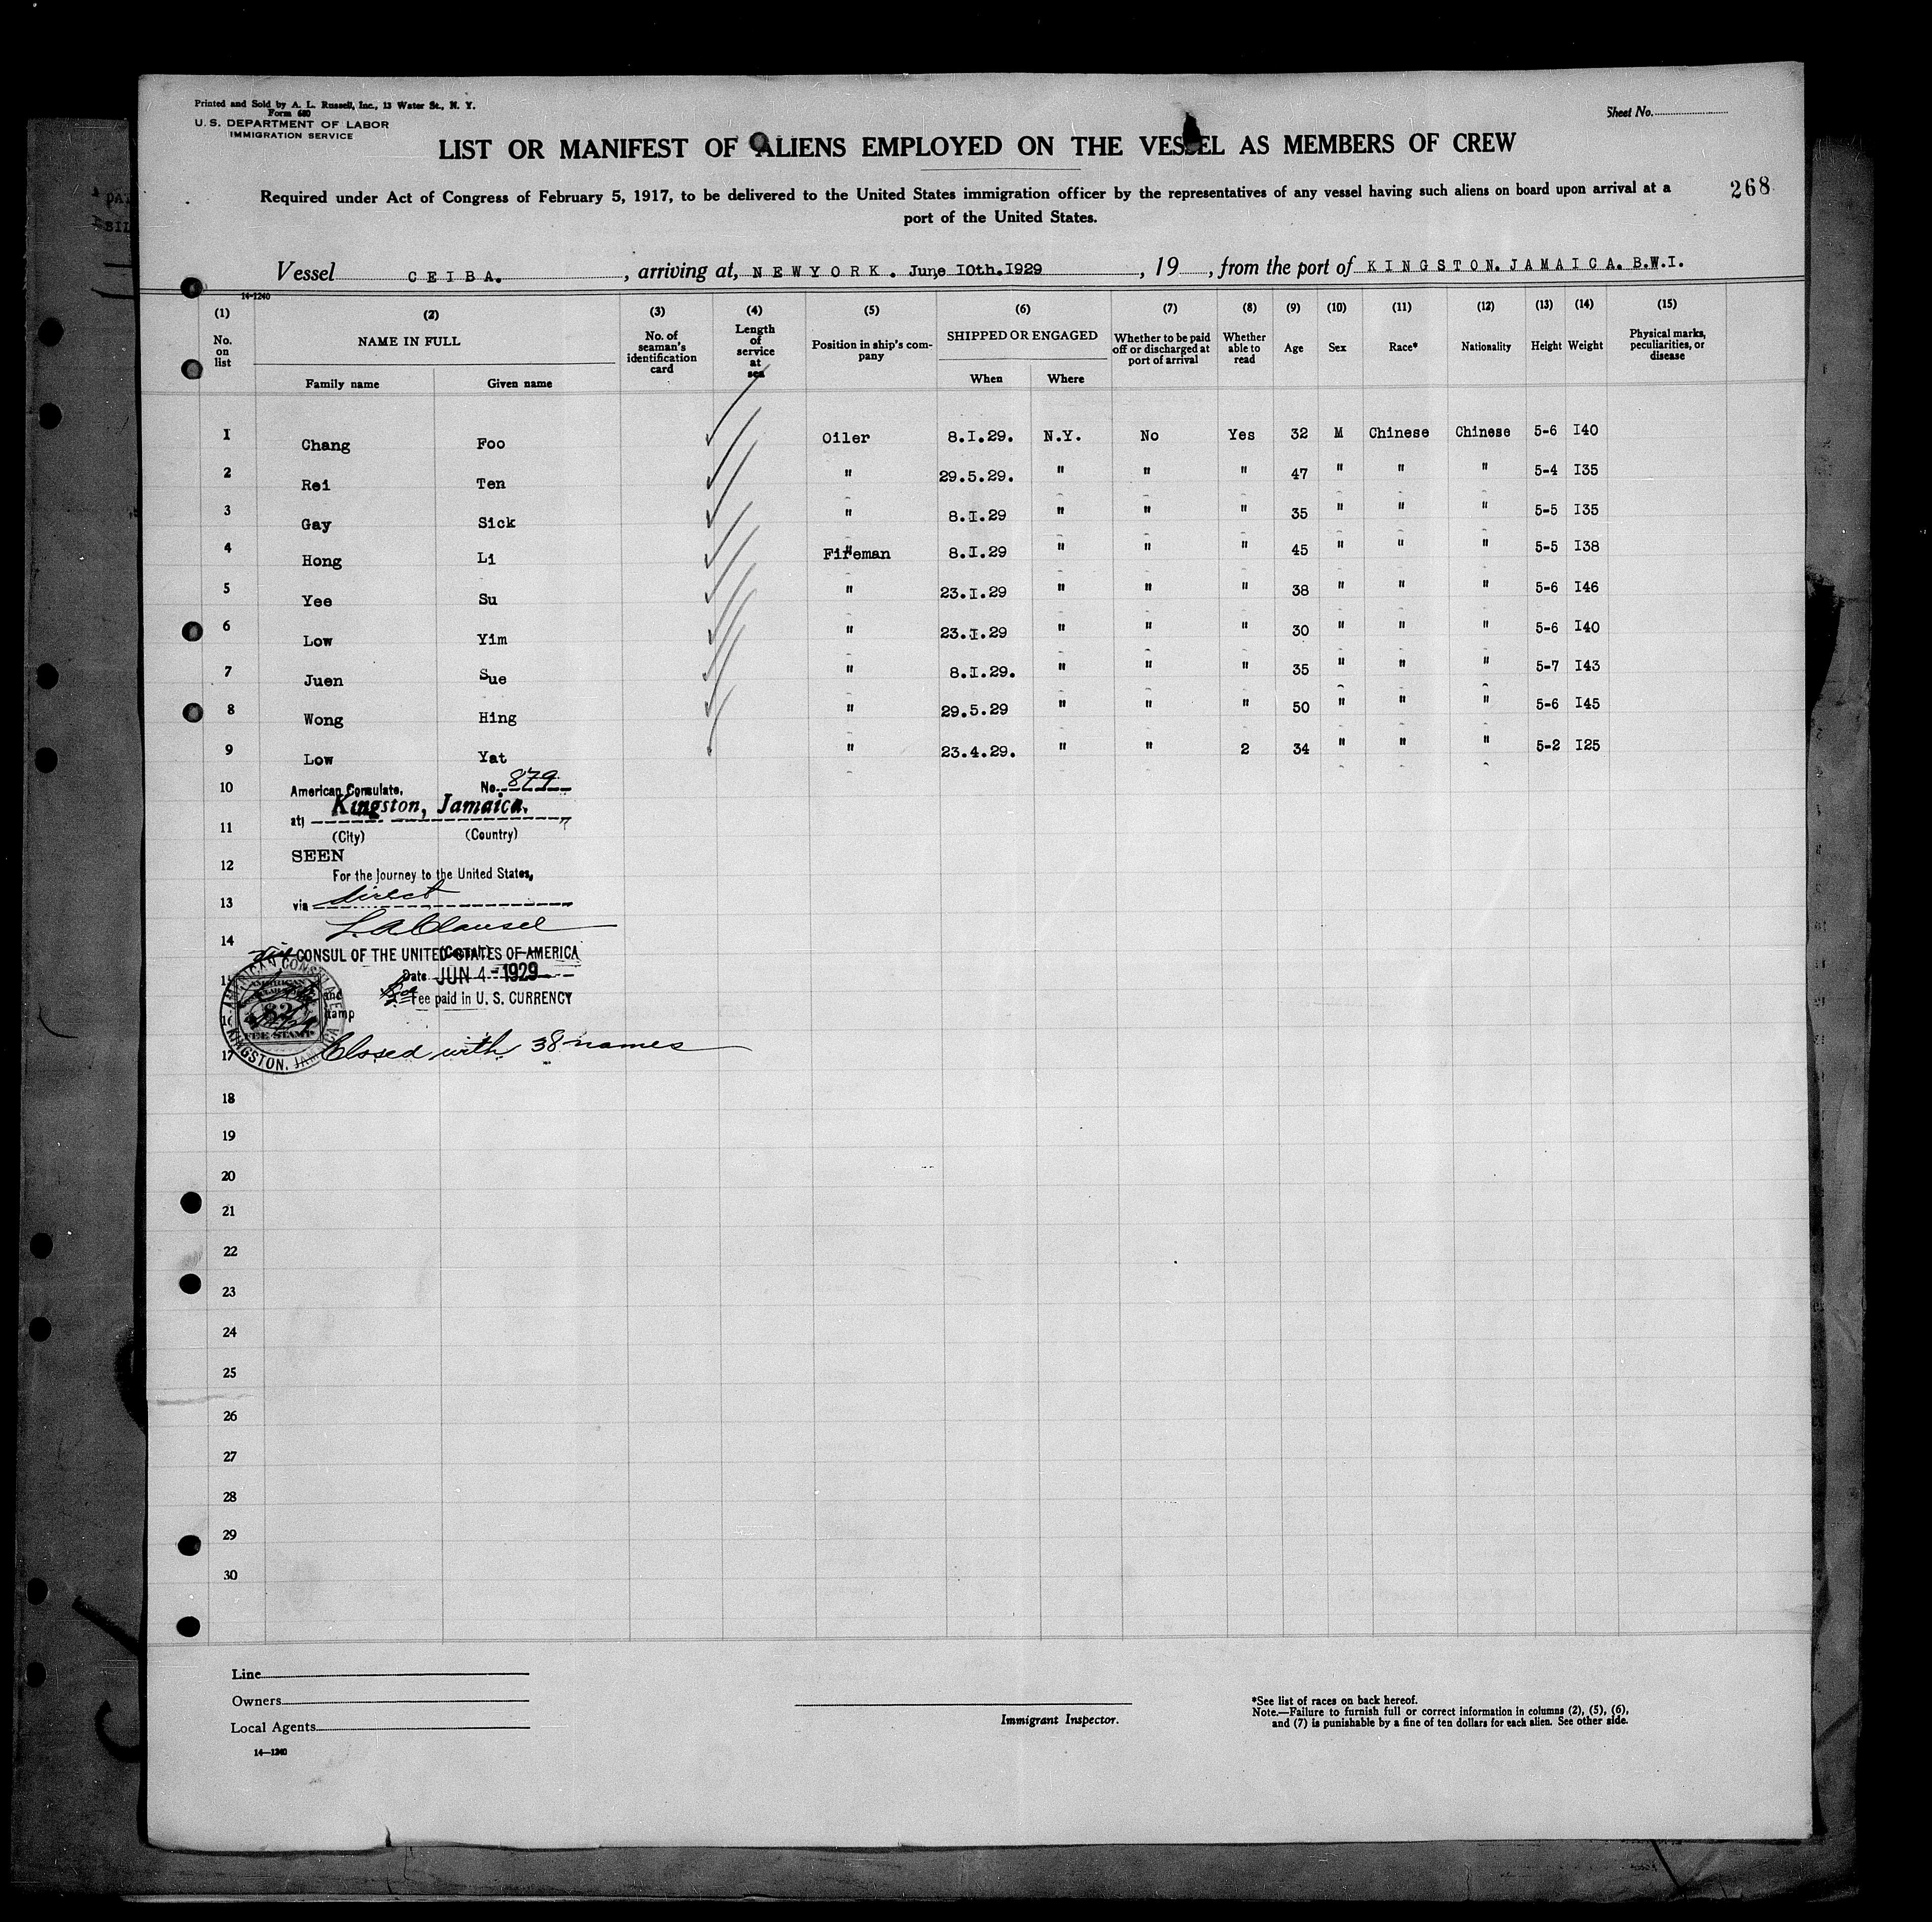 Printed and Sold by A. L. Russell, Inc., 13 Water St., N. Y.
Form 680
U. S. DEPARTMENT OF LABOR
IMMIGRATION SERVICE
Sheet No.
LIST OR MANIFEST OF ALIENS EMPLOYED ON THE VESSEL AS MEMBERS OF CREW
268
Required under Act of Congress of February 5, 1917, to be delivered to the United States immigration officer by the representatives of any vessel having such aliens on board upon arrival at a
port of the United States.
Vessel CEIBA. , arriving at, NEWYORK. June I0th.I929 , 19 , from the port of KINGSTON.JAMAICA.B.W.I.
14-1240
(1) (2) (3) (4) (5) (6) (7) (8) (9) (10) (11) (12) (13) (14) (15)
No. on list NAME IN FULL No. of seaman's identification card Length of service at sea Position in ship's company SHIPPED OR ENGAGED Whether to be paid off or discharged at port of arrival Whether able to read Age Sex Race* Nationality Height Weight Physical marks, peculiarities, or disease
Family name Given name When Where
I Chang Foo Oiler 8.I.29. N.Y. No Yes 32 M Chinese Chinese 5-6 I40
2 Rei Ten " 29.5.29. " " " 47 " " " 5-4 I35
3 Gay Sick " 8.I.29 " " " 35 " " " 5-5 I35
4 Hong Li Fireman 8.I.29 " " " 45 " " " 5-5 I38
5 Yee Su " 23.I.29 " " " 38 " " " 5-6 I46
6 Low Yim " 23.I.29 " " " 30 " " " 5-6 I40
7 Juen Sue " 8.I.29. " " " 35 " " " 5-7 I43
8 Wong Hing " 29.5.29 " " " 50 " " " 5-6 I45
9 Low Yat " 23.4.29. " " 2 34 " " " 5-2 I25
10 American Consulate, No. 879
Kingston, Jamaica.
11 at
(City) (Country)
12 SEEN
For the Journey to the United States,
13 via direct
14
CONSUL OF THE UNITED STATES OF AMERICA
Date JUN 4-1929
15 and
Fee paid in U. S. CURRENCY
16 stamp
AMERICAN CONSULATE
KINGSTON, JAMAICA
$2
FEE STAMP
17 Closed with 38 names
18
19
20
21
22
23
24
25
26
27
28
29
30
Line
Owners
Local Agents
14—1240
Immigrant Inspector.
*See list of races on back hereof.
Note.—Failure to furnish full or correct information in columns (2), (5), (6),
and (7) is punishable by a fine of ten dollars for each alien. See other side.